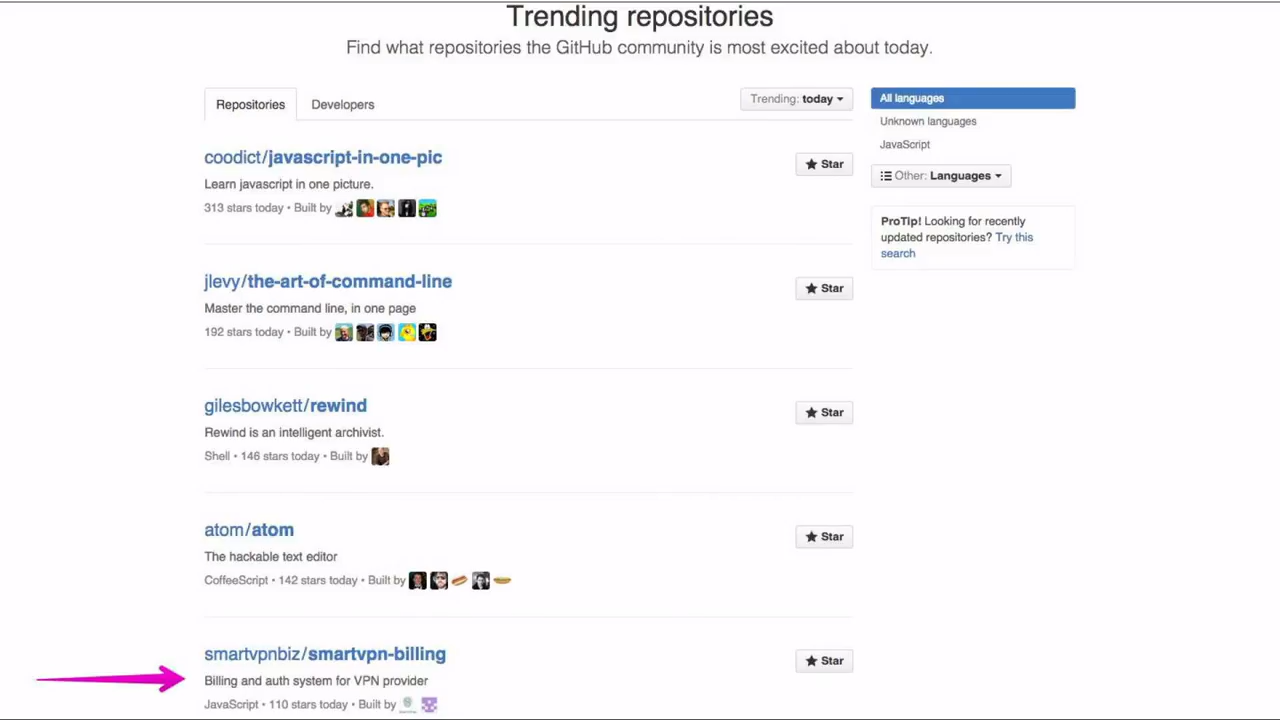 Trending repositories
Find what repositories the GitHub community is most excited about today.
Repositories
Developers
Trending: today
coodict/javascript-in-one-pic
Star
Learn javascript in one picture.
313 stars today • Built by
jlevy/the-art-of-command-line
Star
Master the command line, in one page
192 stars today • Built by
gilesbowkett/rewind
Star
Rewind is an intelligent archivist.
Shell • 146 stars today • Built by
atom/atom
Star
The hackable text editor
CoffeeScript • 142 stars today • Built by
smartvpnbiz/smartvpn-billing
Star
Billing and auth system for VPN provider
JavaScript • 110 stars today • Built by
All languages
Unknown languages
JavaScript
Other: Languages
ProTip! Looking for recently
updated repositories? Try this
search